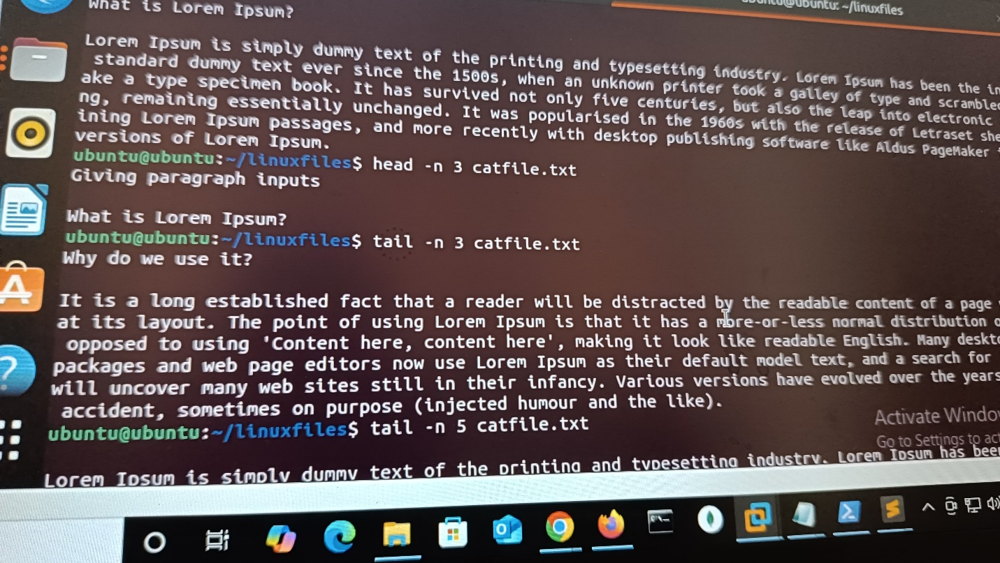 What is Lorem Ipsum?
ubuntu@ubuntu: ~/linuxfiles
Lorem Ipsum is simply dummy text of the printing and typesetting industry. Lorem Ipsum has been the
standard dummy text ever since the 1500s, when an unknown printer took a galley of type and
ake a type specimen book. It has survived not only five centuries, but also the leap into electronic
ng, remaining essentially unchanged. It was popularised in the 1960s with the release of Letraset
ining Lorem Ipsum passages, and more recently with desktop publishing software like Aldus PageMaker
versions of Lorem Ipsum.
ubuntu@ubuntu:~/linuxfiles$ head -n 3 catfile.txt
Giving paragraph inputs
What is Lorem Ipsum?
ubuntu@ubuntu:~/linuxfiles$ tail -n 3 catfile.txt
Why do we use it?
It is a long established fact that a reader will be distracted by the readable content of a page
at its layout. The point of using Lorem Ipsum is that it has a more-or-less normal distribution
opposed to using 'Content here, content here', making it look like readable English. Many
packages and web page editors now use Lorem Ipsum as their default model text, and a search for
will uncover many web sites still in their infancy. Various versions have evolved over the years
accident, sometimes on purpose (injected humour and the like).
ubuntu@ubuntu:~/linuxfiles$ tail -n 5 catfile.txt
Activate
Go to Settings to
Lorem Ipsum is simply dummy text of the printing and typesetting industry. Lorem Ipsum has been